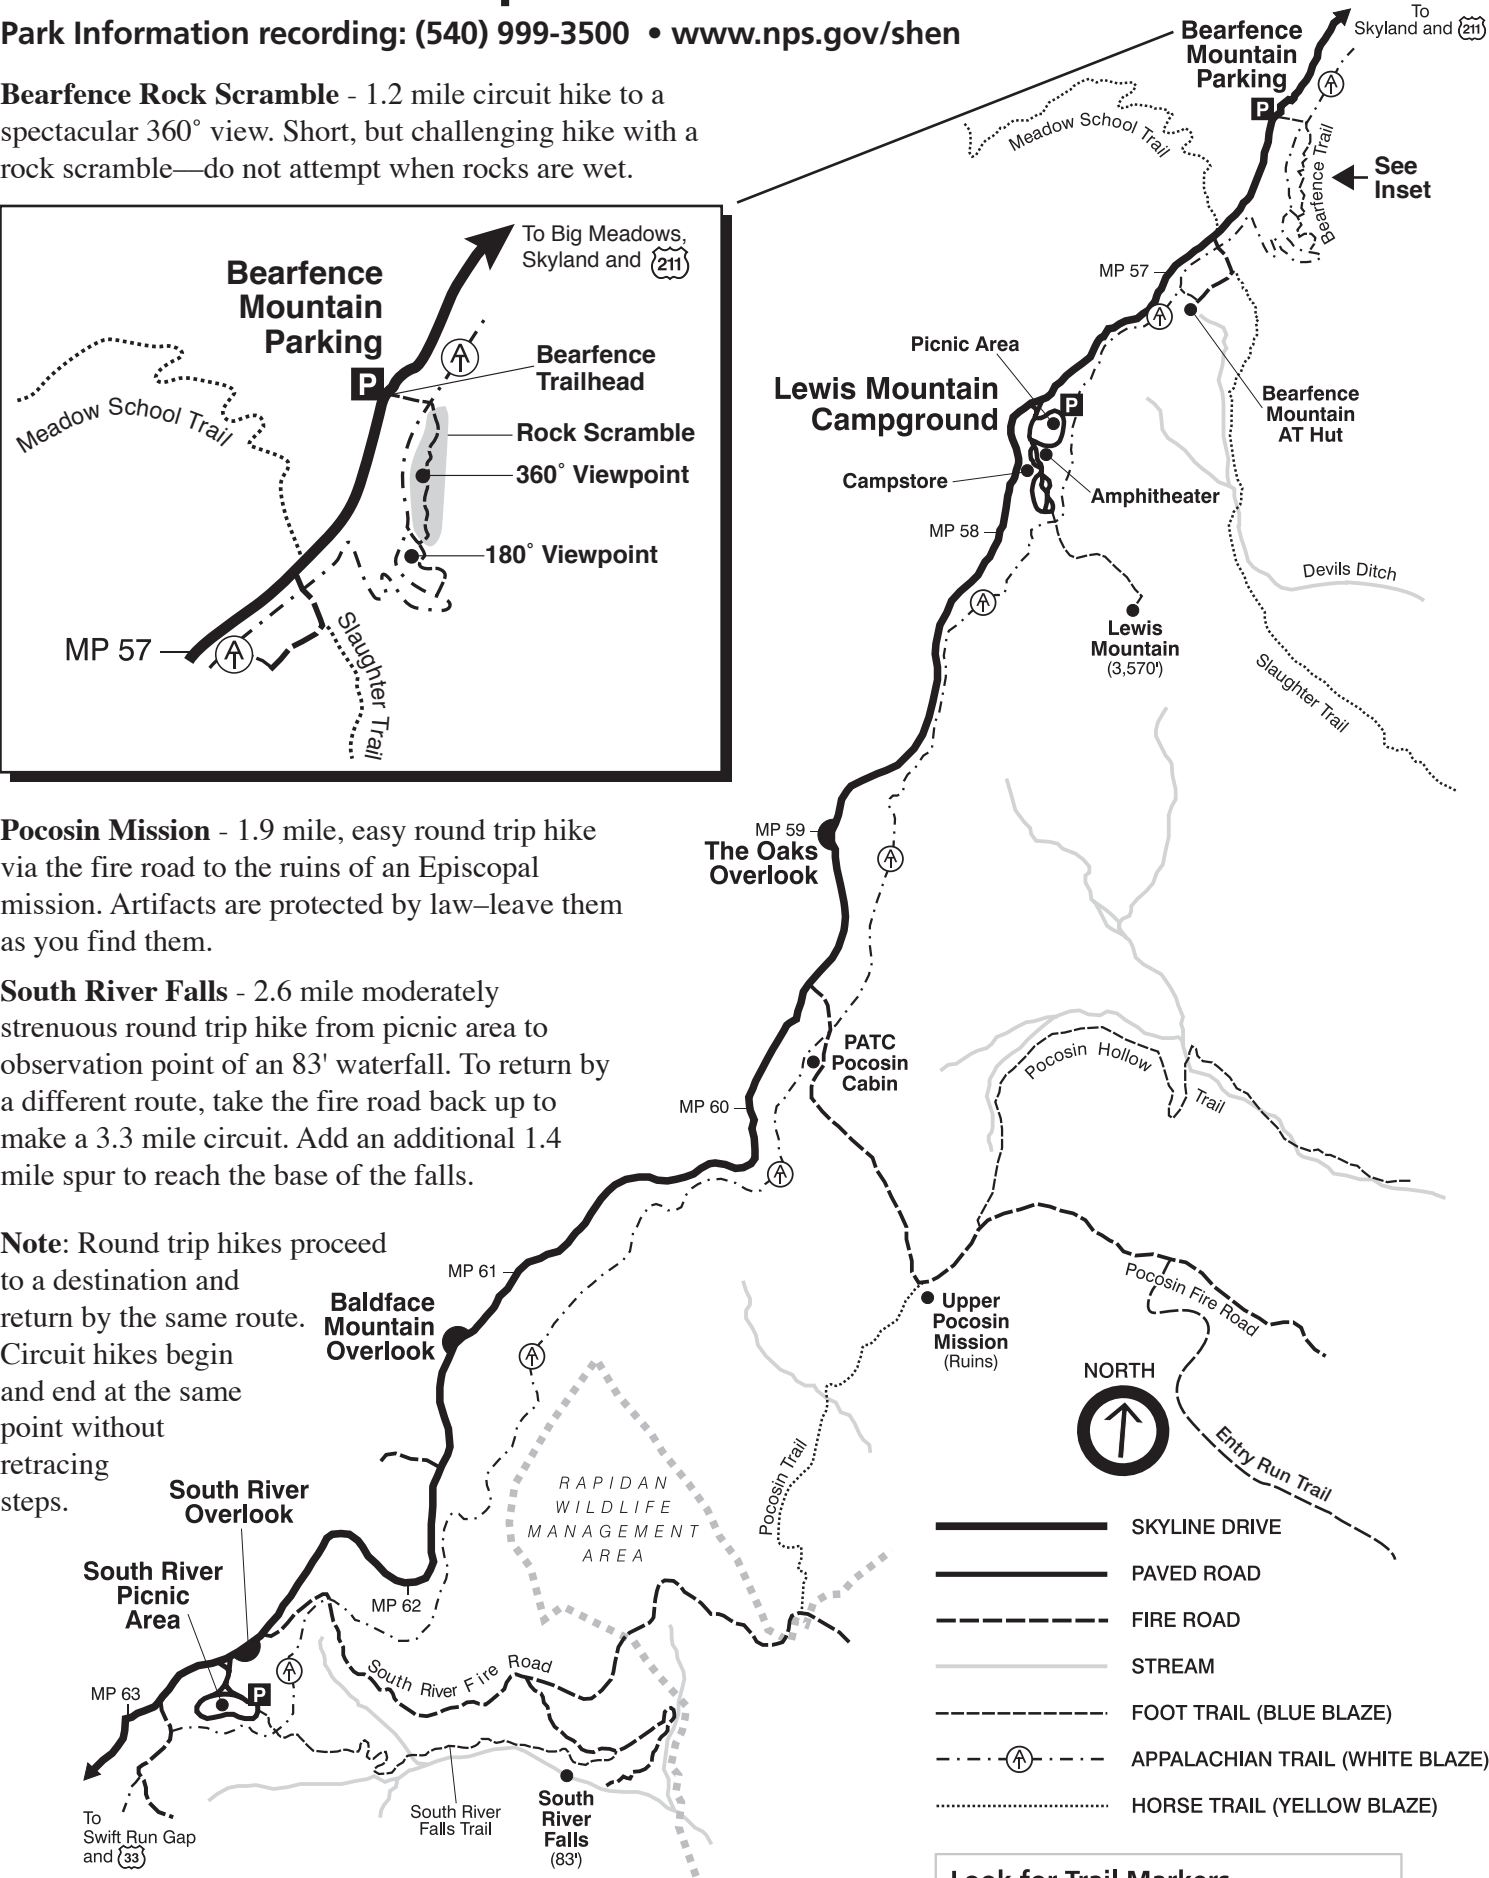 Park Information recording: (540) 999-3500 • www.nps.gov/shen
Bearfence Rock Scramble - 1.2 mile circuit hike to a
spectacular 360˚ view. Short, but challenging hike with a
rock scramble—do not attempt when rocks are wet.
To Big Meadows,
Skyland and 211
Bearfence
Mountain
Parking
P
Bearfence
Trailhead
Meadow School Trail
Rock Scramble
360˚ Viewpoint
180˚ Viewpoint
MP 57
Slaughter Trail
Pocosin Mission - 1.9 mile, easy round trip hike
via the fire road to the ruins of an Episcopal
mission. Artifacts are protected by law–leave them
as you find them.
South River Falls - 2.6 mile moderately
strenuous round trip hike from picnic area to
observation point of an 83' waterfall. To return by
a different route, take the fire road back up to
make a 3.3 mile circuit. Add an additional 1.4
mile spur to reach the base of the falls.
Note: Round trip hikes proceed
to a destination and
return by the same route.
Circuit hikes begin
and end at the same
point without
retracing
steps.
To
Skyland and 211
Bearfence
Mountain
Parking
P
Meadow School Trail
Bearfence Trail
See
Inset
MP 57
Picnic Area
Lewis Mountain
Campground
P
Bearfence
Mountain
AT Hut
Campstore
Amphitheater
MP 58
Devils Ditch
Lewis
Mountain
(3,570')
Slaughter Trail
MP 59
The Oaks
Overlook
PATC
Pocosin
Cabin
Pocosin Hollow
Trail
MP 60
MP 61
Baldface
Mountain
Overlook
Upper
Pocosin
Mission
(Ruins)
Pocosin Fire Road
NORTH
Entry Run Trail
Pocosin Trail
RAPIDAN
WILDLIFE
MANAGEMENT
AREA
South River
Overlook
South River
Picnic
Area
MP 62
South River Fire Road
P
MP 63
To
Swift Run Gap
and 33
South River
Falls Trail
South
River
Falls
(83')
SKYLINE DRIVE
PAVED ROAD
FIRE ROAD
STREAM
FOOT TRAIL (BLUE BLAZE)
APPALACHIAN TRAIL (WHITE BLAZE)
HORSE TRAIL (YELLOW BLAZE)
Look for Trail Markers